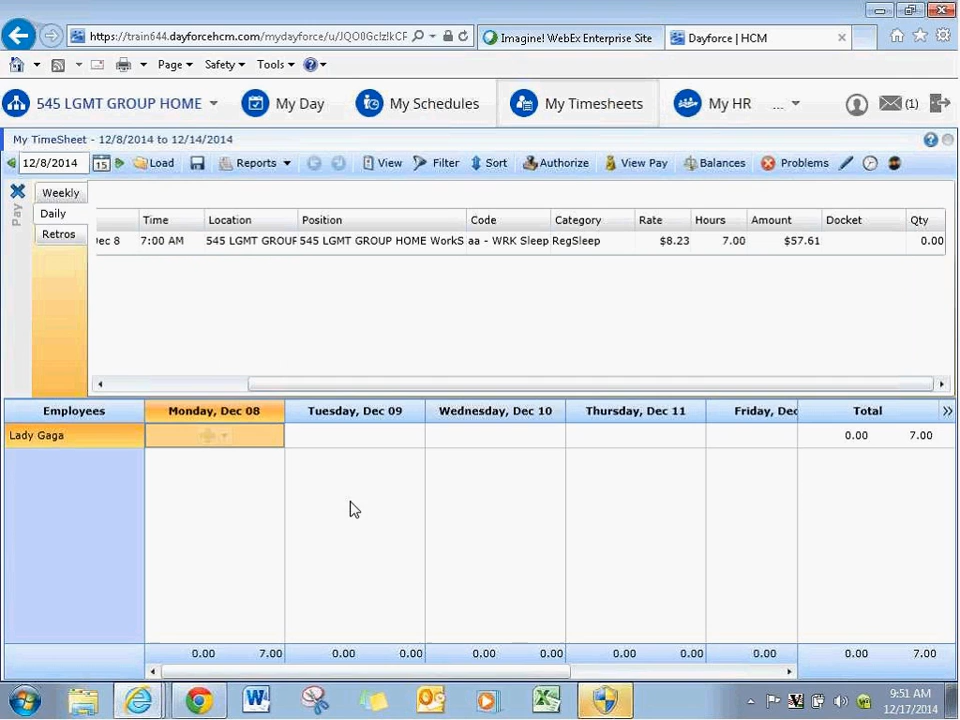 https://train644.dayforcehcm.com/mydayforce/u/JQO0Gclzlk
Imagine! WebEx Enterprise Site
Dayforce | HCM
Page Safety Tools
545 LGMT GROUP HOME My Day My Schedules My Timesheets My HR ... (1)
My TimeSheet - 12/8/2014 to 12/14/2014
12/8/2014 15 Load Reports View Filter Sort Authorize View Pay Balances Problems
Pay
Weekly
Daily
Retros
Time Location Position Code Category Rate Hours Amount Docket Qty
Dec 8 7:00 AM 545 LGMT GROUF 545 LGMT GROUP HOME WorkS aa - WRK Sleep RegSleep $8.23 7.00 $57.61 0.00
Employees Monday, Dec 08 Tuesday, Dec 09 Wednesday, Dec 10 Thursday, Dec 11 Friday, Dec Total »
Lady Gaga 0.00 7.00
0.00 7.00 0.00 0.00 0.00 0.00 0.00 0.00 0.00 0.00 7.00
9:51 AM
12/17/2014